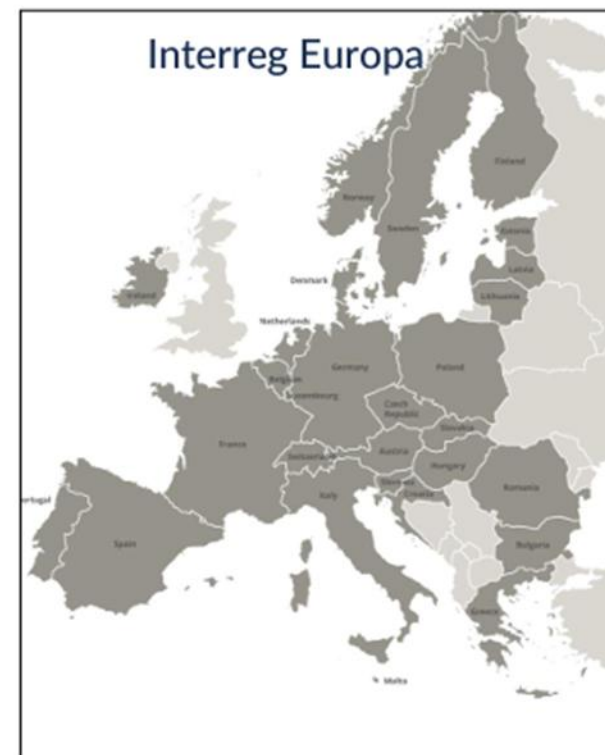 Interreg Europa
Finland
Norway
Sweden
Estonia
Latvia
Denmark
Lithuania
Ireland
Netherlands
Germany
Poland
Belgium
Luxembourg
Czech
Republic
Slovakia
France
Austria
Switzerland
Hungary
Slovenia
Italy
Croatia
Romania
ortugal
Spain
Bulgaria
Greece
Malta